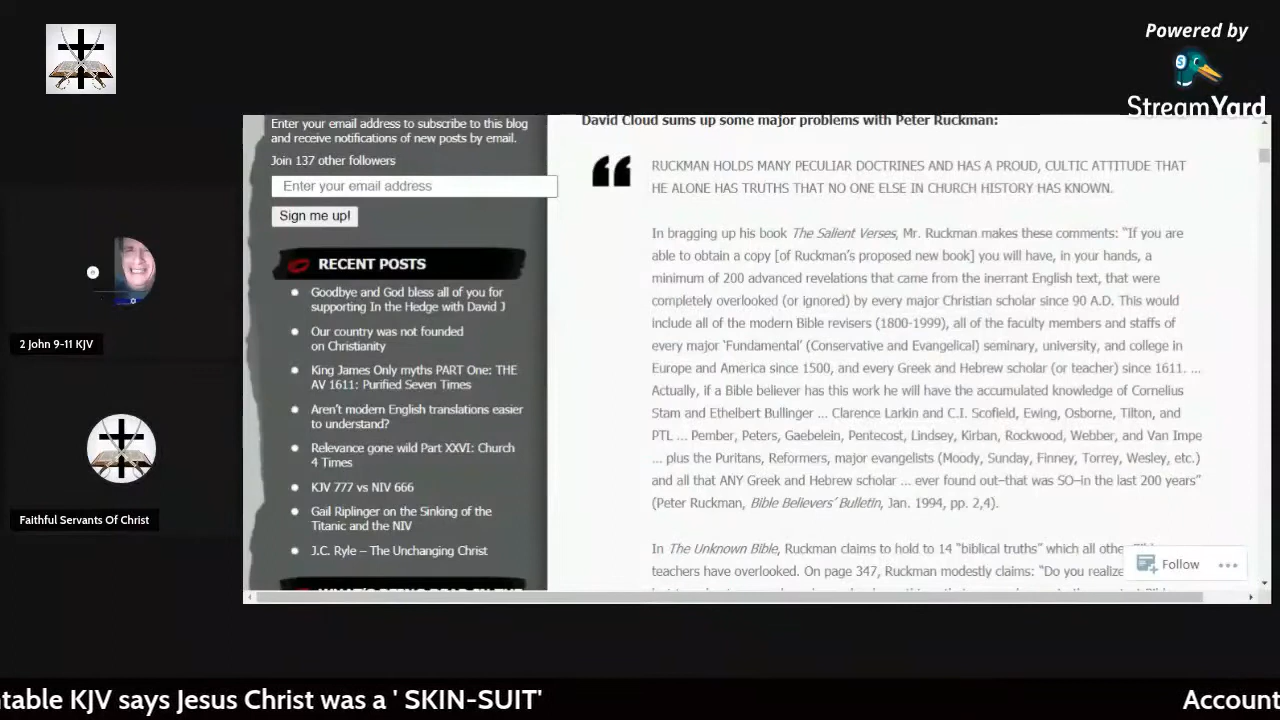 Powered by
StreamYard
Enter your email address to subscribe to this blog
and receive notifications of new posts by email.
Join 137 other followers
Enter your email address
Sign me up!
RECENT POSTS
Goodbye and God bless all of you for
supporting In the Hedge with David J
Our country was not founded
on Christianity
King James Only myths PART One: THE
AV 1611: Purified Seven Times
Aren't modern English translations easier
to understand?
Relevance gone wild Part XXVI: Church
4 Times
KJV 777 vs NIV 666
Gail Riplinger on the Sinking of the
Titanic and the NIV
J.C. Ryle – The Unchanging Christ
David Cloud sums up some major problems with Peter Ruckman:
RUCKMAN HOLDS MANY PECULIAR DOCTRINES AND HAS A PROUD, CULTIC ATTITUDE THAT
HE ALONE HAS TRUTHS THAT NO ONE ELSE IN CHURCH HISTORY HAS KNOWN.
In bragging up his book The Salient Verses, Mr. Ruckman makes these comments: “If you are
able to obtain a copy [of Ruckman's proposed new book] you will have, in your hands, a
minimum of 200 advanced revelations that came from the inerrant English text, that were
completely overlooked (or ignored) by every major Christian scholar since 90 A.D. This would
include all of the modern Bible revisers (1800-1999), all of the faculty members and staffs of
every major ‘Fundamental’ (Conservative and Evangelical) seminary, university, and college in
Europe and America since 1500, and every Greek and Hebrew scholar (or teacher) since 1611. ...
Actually, if a Bible believer has this work he will have the accumulated knowledge of Cornelius
Stam and Ethelbert Bullinger ... Clarence Larkin and C.I. Scofield, Ewing, Osborne, Tilton, and
PTL ... Pember, Peters, Gaebelein, Pentecost, Lindsey, Kirban, Rockwood, Webber, and Van Impe
... plus the Puritans, Reformers, major evangelists (Moody, Sunday, Finney, Torrey, Wesley, etc.)
and all that ANY Greek and Hebrew scholar ... ever found out–that was SO–in the last 200 years”
(Peter Ruckman, Bible Believers' Bulletin, Jan. 1994, pp. 2,4).
In The Unknown Bible, Ruckman claims to hold to 14 “biblical truths” which all othe
teachers have overlooked. On page 347, Ruckman modestly claims: “Do you realize
Follow
2 John 9-11 KJV
Faithful Servants Of Christ
ntable KJV says Jesus Christ was a ' SKIN-SUIT'
Account